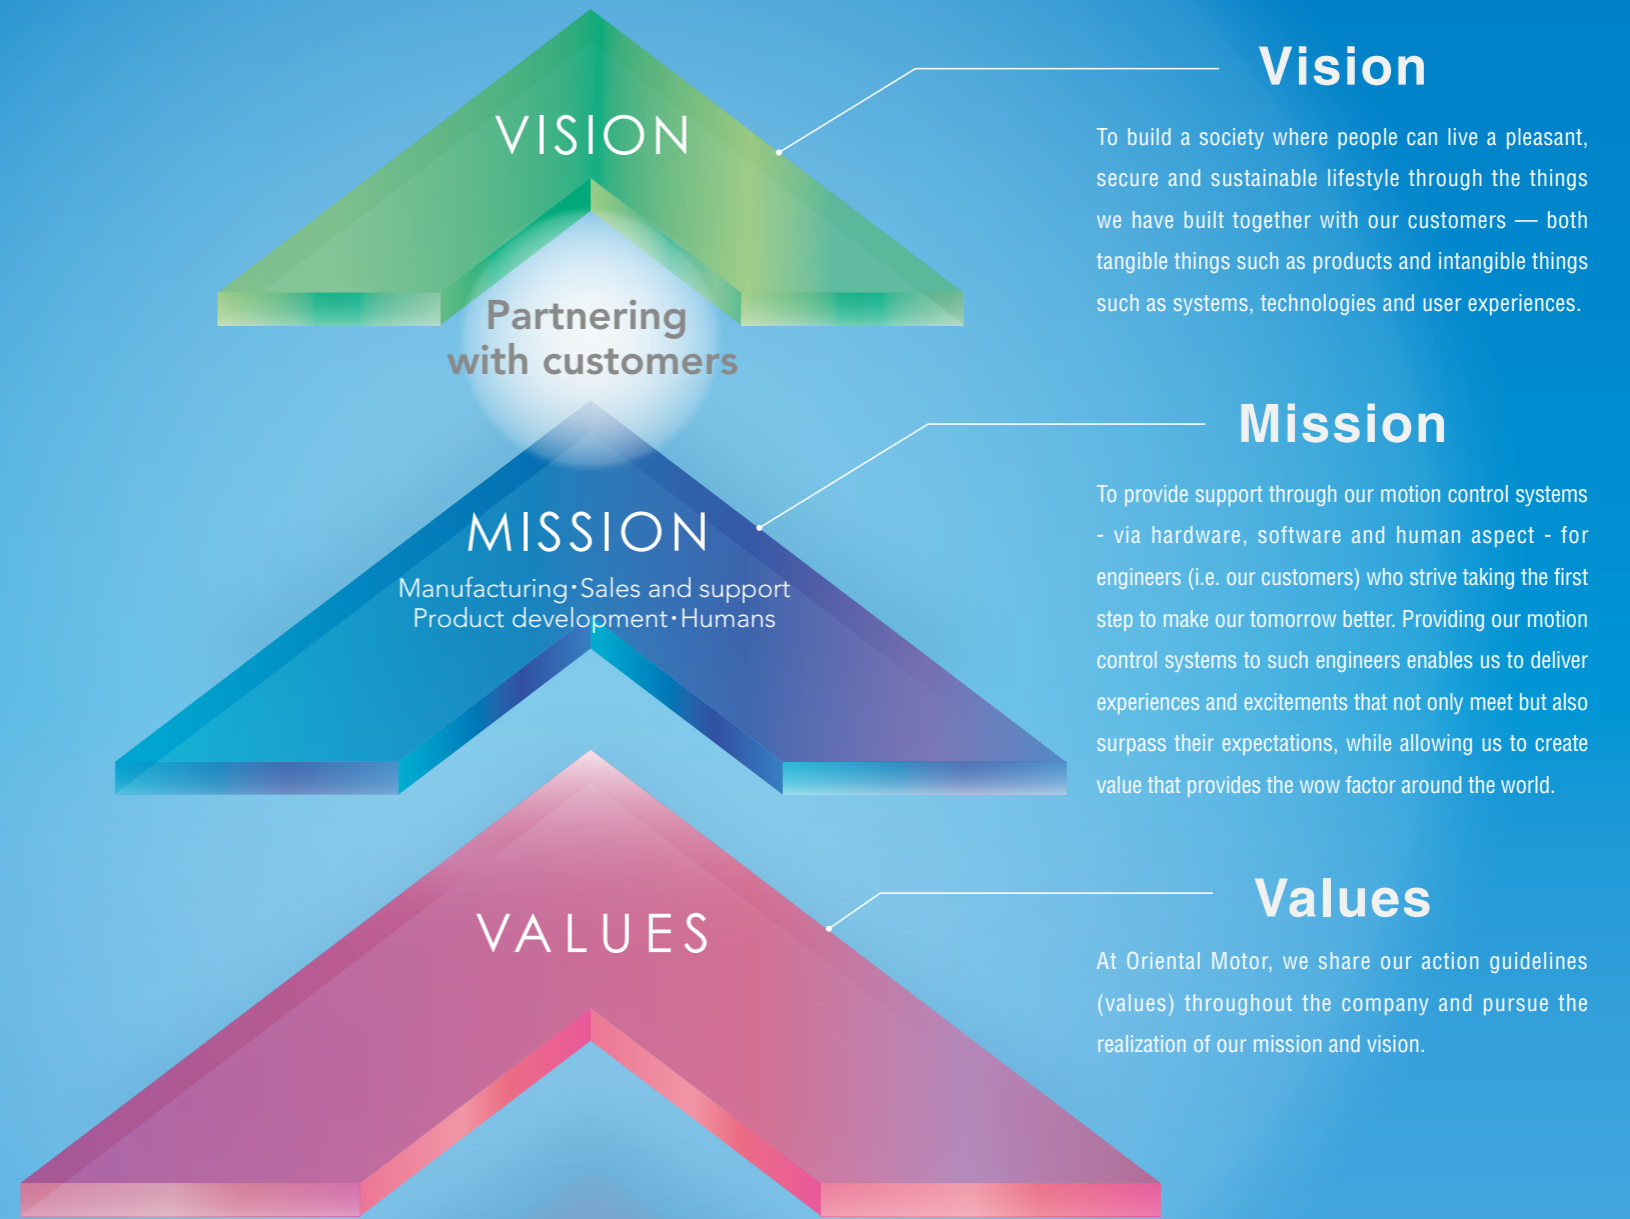 VISION
Partnering
with customers
MISSION
Manufacturing・Sales and support
Product development・Humans
VALUES
Vision
To build a society where people can live a pleasant,
secure and sustainable lifestyle through the things
we have built together with our customers — both
tangible things such as products and intangible things
such as systems, technologies and user experiences.
Mission
To provide support through our motion control systems
- via hardware, software and human aspect - for
engineers (i.e. our customers) who strive taking the first
step to make our tomorrow better. Providing our motion
control systems to such engineers enables us to deliver
experiences and excitements that not only meet but also
surpass their expectations, while allowing us to create
value that provides the wow factor around the world.
Values
At Oriental Motor, we share our action guidelines
(values) throughout the company and pursue the
realization of our mission and vision.